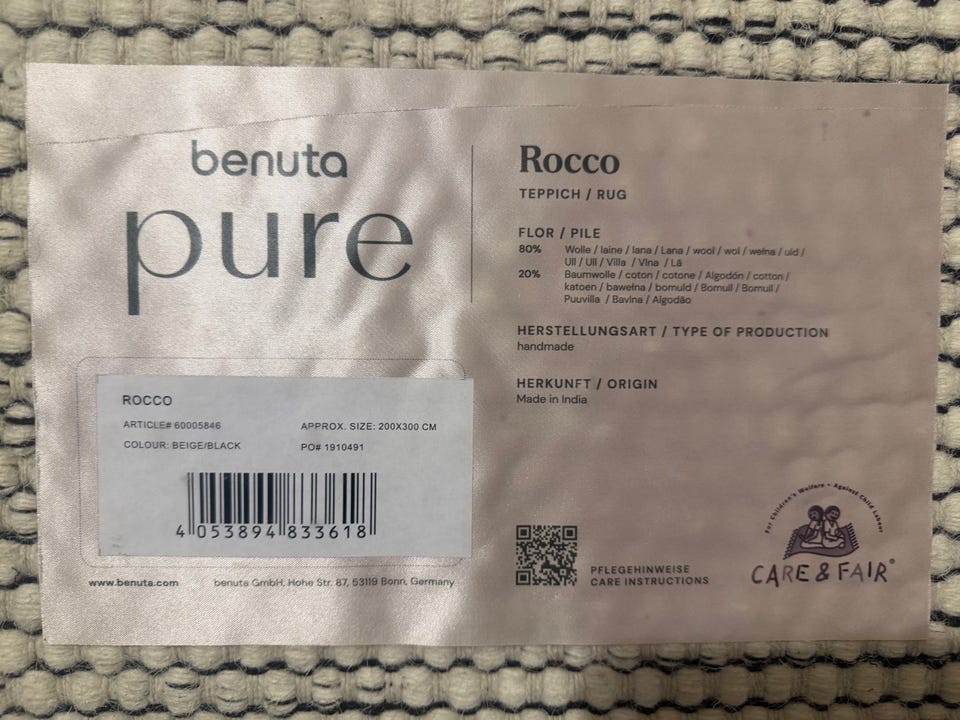 benuta
pure
Rocco
TEPPICH / RUG
FLOR / PILE
80% Wolle / laine / lana / Lana / wool / wol / wełna / uld /
Ull / Ull / Villa / Vlna / Lã
20% Baumwolle / coton / cotone / Algodón / cotton /
katoen / bawełna / bomuld / Bomull / Bomull /
Puuvilla / Bavlna / Algodão
HERSTELLUNGSART / TYPE OF PRODUCTION
handmade
HERKUNFT / ORIGIN
Made in India
ROCCO
ARTICLE# 60005846 APPROX. SIZE: 200X300 CM
COLOUR: BEIGE/BLACK PO# 1910491
4 053894 833618
www.benuta.com benuta GmbH, Hohe Str. 87, 53119 Bonn, Germany
PFLEGEHINWEISE
CARE INSTRUCTIONS
For Children's Welfare • Against Child Labour
CARE & FAIR®